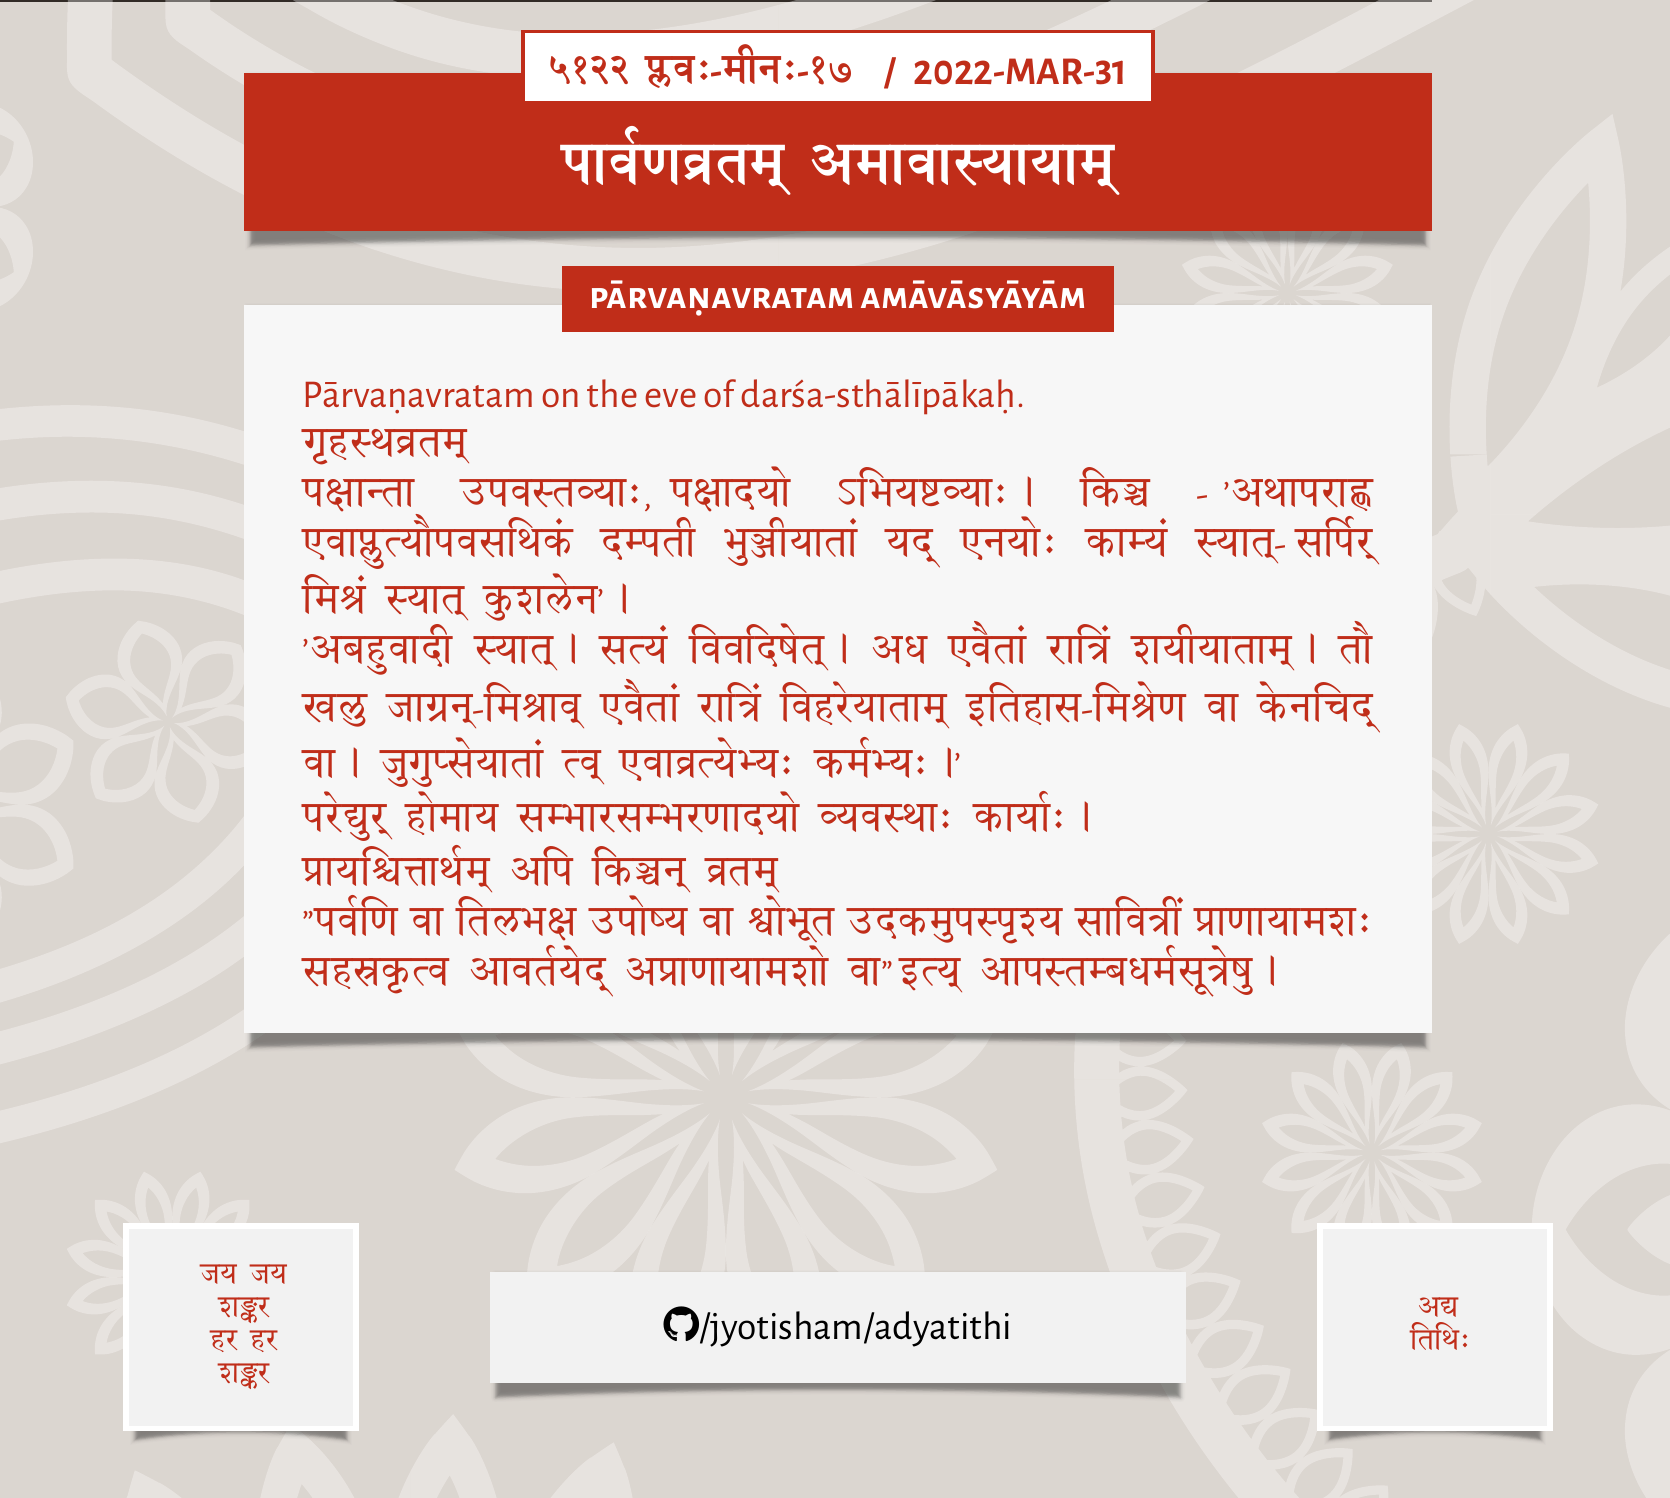 ५१२२ प्लवः-मीनः-१७ / 2022-MAR-31
पार्वणव्रतम् अमावास्यायाम्
PĀRVAṆAVRATAM AMĀVĀSYĀYĀM
Pārvaṇavratam on the eve of darśa-sthālīpākaḥ.
गृहस्थव्रतम्
पक्षान्ता उपवस्तव्याः, पक्षादयो ऽभियष्टव्याः। किञ्च - ’अथापराह्ण
एवाप्लुत्यौपवसथिकं दम्पती भुञ्जीयातां यद् एनयोः काम्यं स्यात्- सर्पिर्
मिश्रं स्यात् कुशलेन’।
’अबहुवादी स्यात्। सत्यं विवदिषेत्। अध एवैतां रात्रिं शयीयाताम्। तौ
खलु जाग्रन्-मिश्राव् एवैतां रात्रिं विहरेयाताम् इतिहास-मिश्रेण वा केनचिद्
वा। जुगुप्सेयातां त्व् एवाव्रत्येभ्यः कर्मभ्यः।’
परेद्युर् होमाय सम्भारसम्भरणादयो व्यवस्थाः कार्याः।
प्रायश्चित्तार्थम् अपि किञ्चन् व्रतम्
”पर्वणि वा तिलभक्ष उपोष्य वा श्वोभूत उदकमुपस्पृश्य सावित्रीं प्राणायामशः
सहस्रकृत्व आवर्तयेद् अप्राणायामशो वा” इत्य् आपस्तम्बधर्मसूत्रेषु।
जय जय
शङ्कर
हर हर
शङ्कर
/jyotisham/adyatithi
अद्य
तिथिः